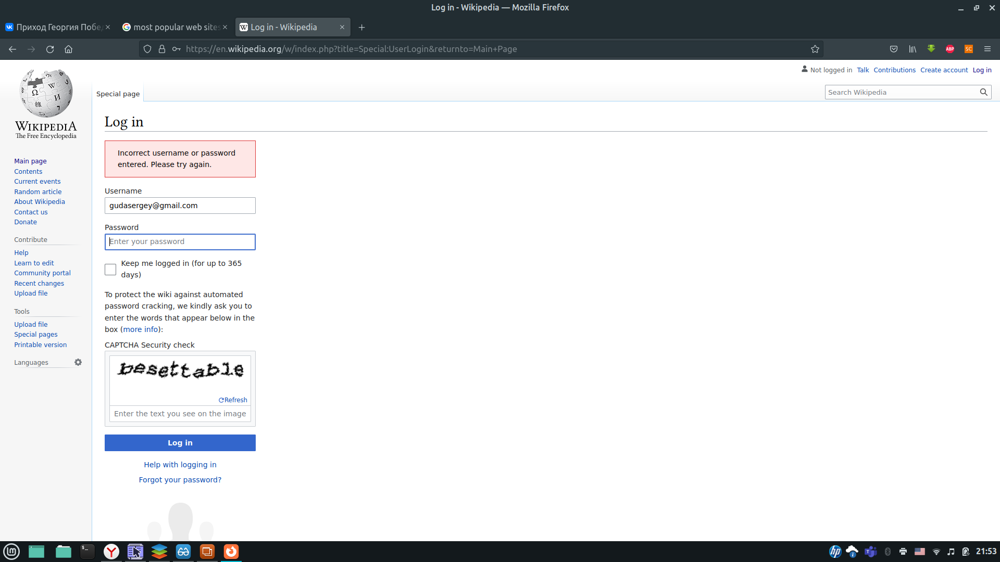 Log in - Wikipedia — Mozilla Firefox
Приход Георгия Побед
most popular web sites
Log in - Wikipedia
https://en.wikipedia.org/w/index.php?title=Special:UserLogin&returnto=Main+Page
ABP
SC
Not logged in Talk Contributions Create account Log in
Special page
Search Wikipedia
WIKIPEDIA
The Free Encyclopedia
Main page
Contents
Current events
Random article
About Wikipedia
Contact us
Donate
Contribute
Help
Learn to edit
Community portal
Recent changes
Upload file
Tools
Upload file
Special pages
Printable version
Languages
Log in
Incorrect username or password
entered. Please try again.
Username
gudasergey@gmail.com
Password
Enter your password
Keep me logged in (for up to 365
days)
To protect the wiki against automated
password cracking, we kindly ask you to
enter the words that appear below in the
box (more info):
CAPTCHA Security check
besettable
Refresh
Enter the text you see on the image
Log in
Help with logging in
Forgot your password?
21:53